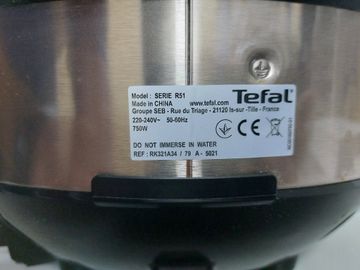 Model : SERIE R51
Made in CHINA www.tefal.com
Tefal
Groupe SEB - Rue du Triage - 21120 Is-sur -Tille - France
220-240V~ 50-60Hz
750W
DO NOT IMMERSE IN WATER
REF : RK321A34 / 79 A - 5021